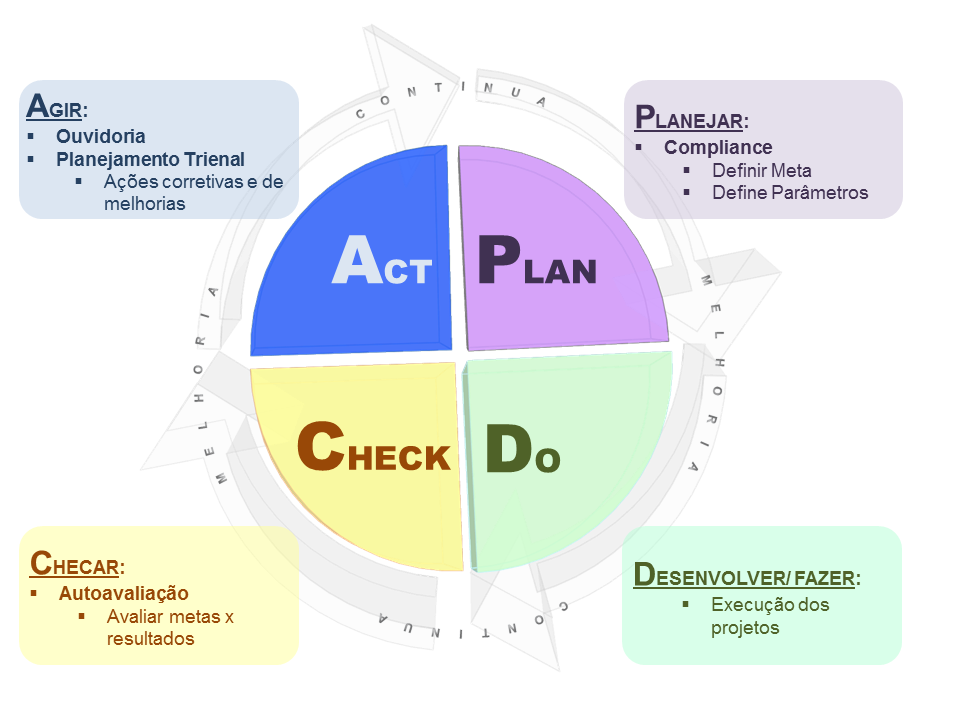 AGIR:
▪ Ouvidoria
▪ Planejamento Trienal
▪ Ações corretivas e de
melhorias
PLANEJAR:
▪ Compliance
▪ Definir Meta
▪ Define Parâmetros
CONTINUA
MELHORIA
ACT
PLAN
CHECK
DO
MELHORIA
CONTINUA
CHECAR:
▪ Autoavaliação
▪ Avaliar metas x
resultados
DESENVOLVER/ FAZER:
▪ Execução dos
projetos